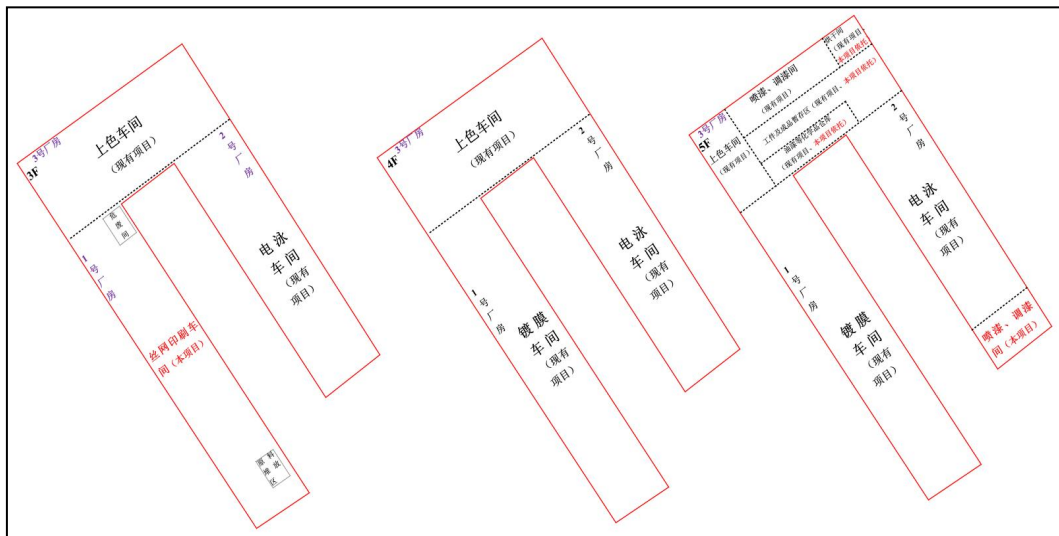 3号厂房
3F
上色车间
（现有项目）
2号厂房
危废间
1号厂房
电泳
车间
（现有
项目）
丝网印刷车
间（本项目）
原料堆放区
3号厂房
4F
上色车间
（现有项目）
2号厂房
1号厂房
电泳
车间
（现有
项目）
镀膜
车间
（现有
项目）
3号厂房
5F
上色车间
（现有项目）
喷漆、调漆间
（现有项目）
烘干间
（现有项目
本项目依托）
工件及成品暂存区（现有项目、本项目依托）
油漆等化学品仓库
（现有项目、本项目依托）
2号厂房
1号厂房
电泳
车间
（现有
项目）
镀膜
车间
（现有
项目）
喷漆、调漆
间（本项目）